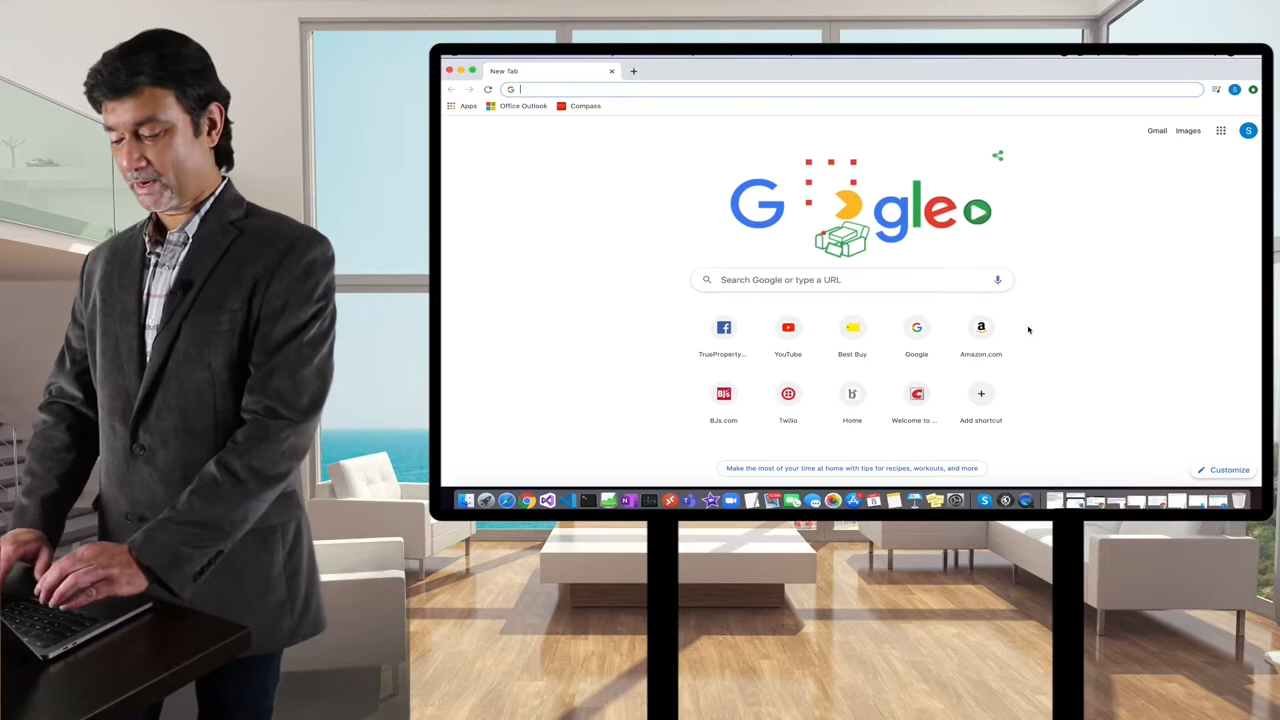 New Tab
Apps Office Outlook Compass
Gmail Images S
G gle
Search Google or type a URL
TrueProperty... YouTube Best Buy Google Amazon.com
BJs.com Twilio Home Welcome to ... Add shortcut
Make the most of your time at home with tips for recipes, workouts, and more
Customize